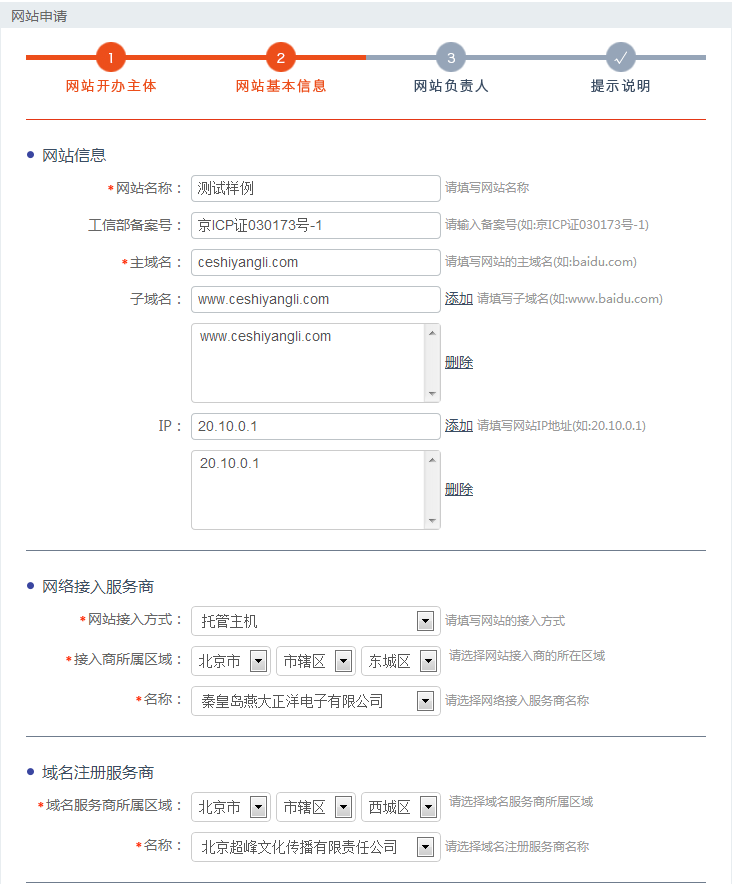 网站申请
1 2 3 ✓
网站开办主体 网站基本信息 网站负责人 提示说明
网站信息
*网站名称： 测试样例 请填写网站名称
工信部备案号： 京ICP证030173号-1 请输入备案号(如:京ICP证030173号-1)
*主域名： ceshiyangli.com 请填写网站的主域名(如:baidu.com)
子域名： www.ceshiyangli.com 添加 请填写子域名(如:www.baidu.com)
www.ceshiyangli.com
删除
IP： 20.10.0.1 添加 请填写网站IP地址(如:20.10.0.1)
20.10.0.1
删除
网络接入服务商
*网站接入方式： 托管主机 请填写网站的接入方式
*接入商所属区域： 北京市 市辖区 东城区 请选择网站接入商的所在区域
*名称： 秦皇岛燕大正洋电子有限公司 请选择网络接入服务商名称
域名注册服务商
*域名服务商所属区域： 北京市 市辖区 西城区 请选择域名服务商所属区域
*名称： 北京超峰文化传播有限责任公司 请选择域名注册服务商名称